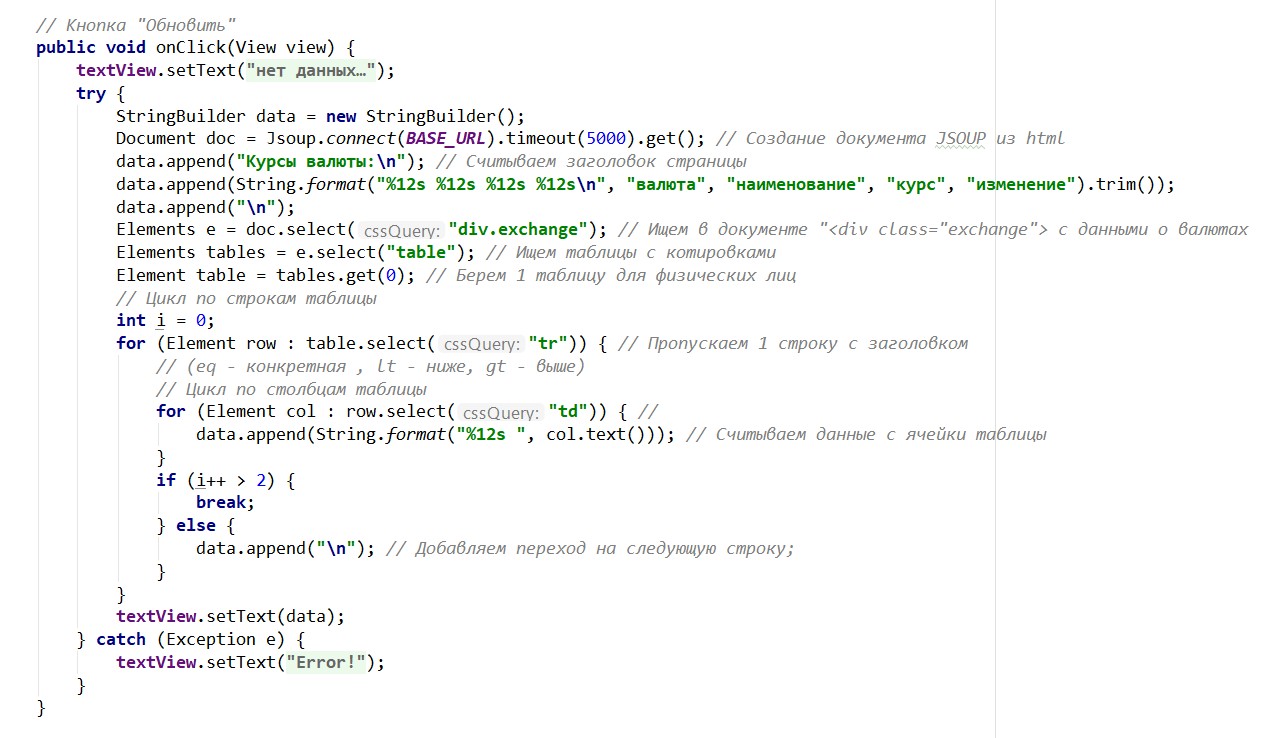 // Кнопка "Обновить"
public void onClick(View view) {
textView.setText("нет данных…");
try {
StringBuilder data = new StringBuilder();
Document doc = Jsoup.connect(BASE_URL).timeout(5000).get(); // Создание документа JSOUP из html
data.append("Курсы валюты:\n"); // Считываем заголовок страницы
data.append(String.format("%12s %12s %12s %12s\n", "валюта", "наименование", "курс", "изменение").trim());
data.append("\n");
Elements e = doc.select( cssQuery: "div.exchange"); // Ищем в документе "<div class="exchange"> с данными о валютах
Elements tables = e.select("table"); // Ищем таблицы с котировками
Element table = tables.get(0); // Берем 1 таблицу для физических лиц
// Цикл по строкам таблицы
int i = 0;
for (Element row : table.select( cssQuery: "tr")) { // Пропускаем 1 строку с заголовком
// (eq - конкретная , lt - ниже, gt - выше)
// Цикл по столбцам таблицы
for (Element col : row.select( cssQuery: "td")) { //
data.append(String.format("%12s ", col.text())); // Считываем данные с ячейки таблицы
}
if (i++ > 2) {
break;
} else {
data.append("\n"); // Добавляем переход на следующую строку;
}
}
textView.setText(data);
} catch (Exception e) {
textView.setText("Error!");
}
}